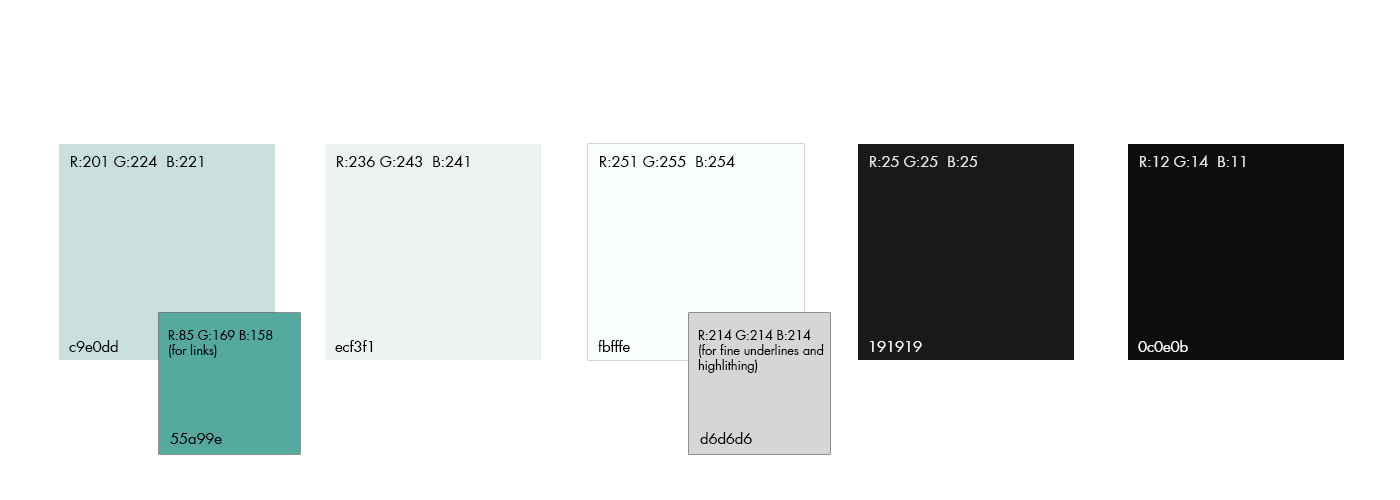 R:201 G:224  B:221
c9e0dd
R:85 G:169 B:158
(for links)
55a99e
R:236 G:243  B:241
ecf3f1
R:251 G:255  B:254
fbfffe
R:214 G:214 B:214
(for fine underlines and
highlithing)
d6d6d6
R:25 G:25  B:25
191919
R:12 G:14  B:11
0c0e0b